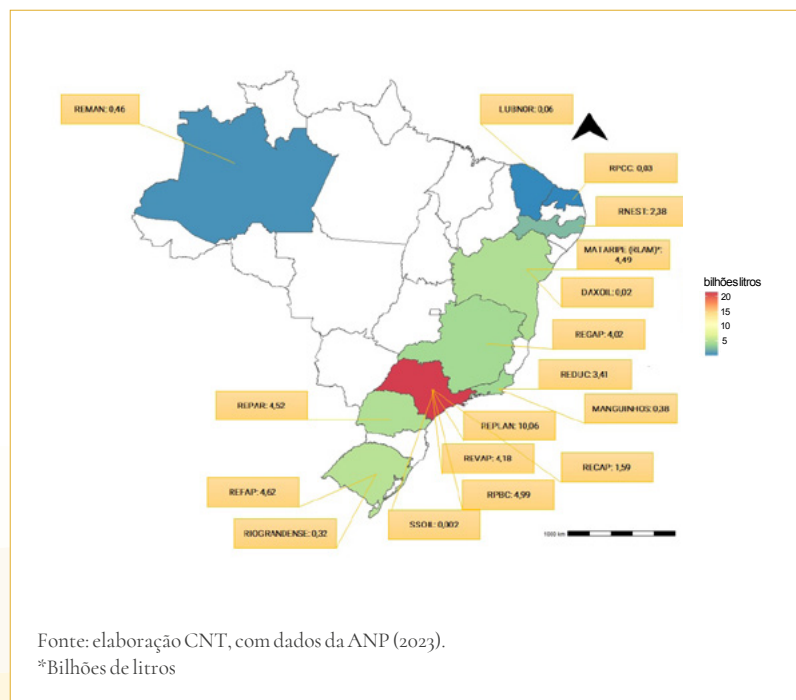 REMAN: 0,46
LUBNOR: 0,06
RPCC: 0,03
RNEST: 2,38
MATARIPE (RLAM)*:
4,49
bilhões litros
20
15
10
5
DAXOIL: 0,02
REGAP: 4,02
REDUC: 3,41
REPAR: 4,52
MANGUINHOS: 0,38
REPLAN: 10,06
REVAP: 4,18
RECAP: 1,59
REFAP: 4,62
RPBC: 4,99
SSOIL: 0,002
RIOGRANDENSE: 0,32
1000 km
Fonte: elaboração CNT, com dados da ANP (2023).
*Bilhões de litros